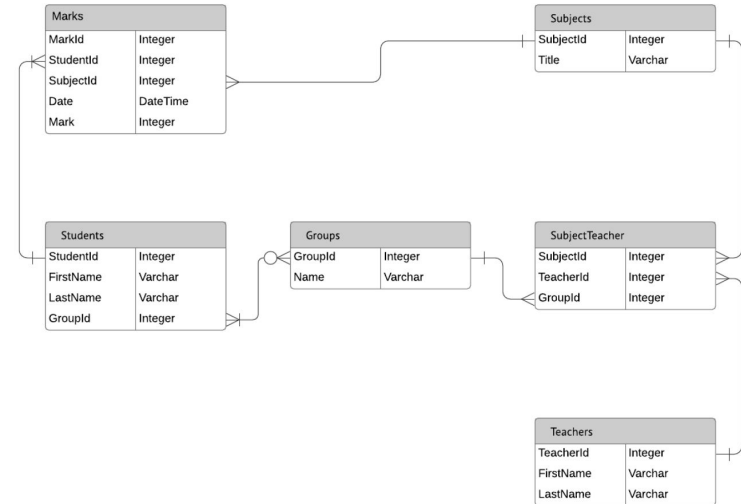 Marks
MarkId Integer
StudentId Integer
SubjectId Integer
Date DateTime
Mark Integer
Subjects
SubjectId Integer
Title Varchar
Students
StudentId Integer
FirstName Varchar
LastName Varchar
GroupId Integer
Groups
GroupId Integer
Name Varchar
SubjectTeacher
SubjectId Integer
TeacherId Integer
GroupId Integer
Teachers
TeacherId Integer
FirstName Varchar
LastName Varchar